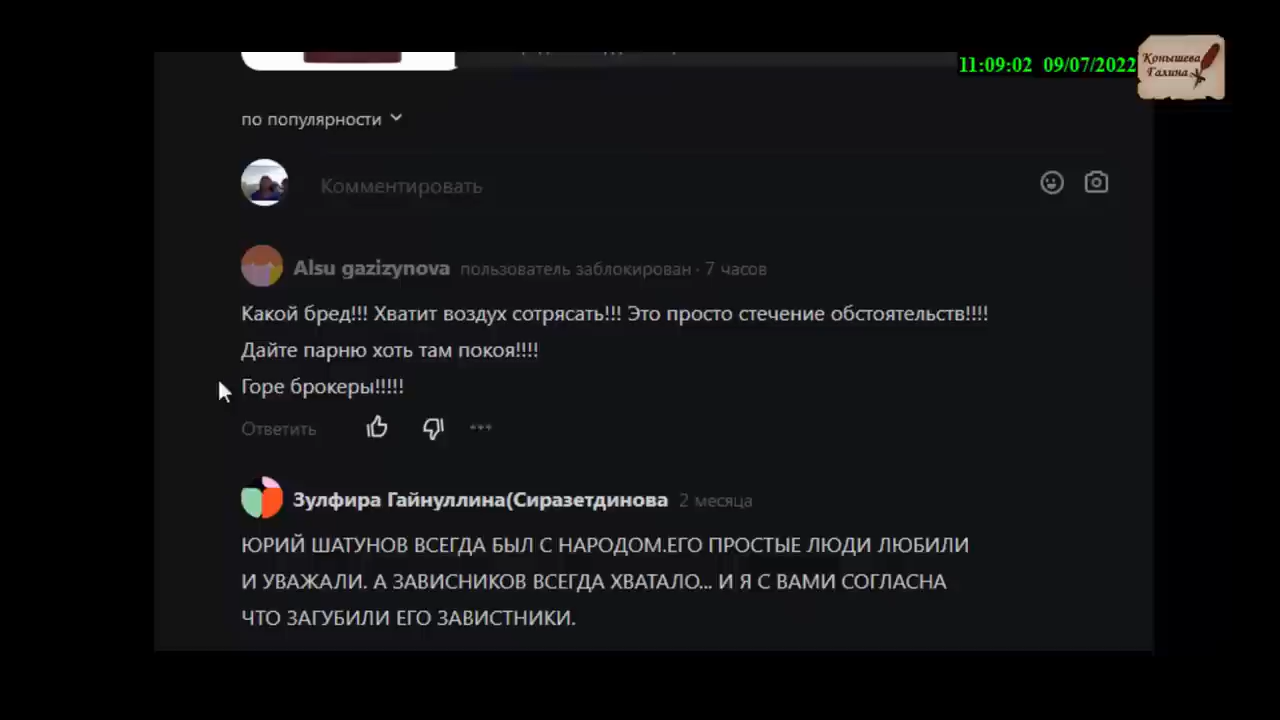 11:09:02 09/07/2022
Конышева
Галина
по популярности
Комментировать
Alsu gazizynova пользователь заблокирован · 7 часов
Какой бред!!! Хватит воздух сотрясать!!! Это просто стечение обстоятельств!!!!
Дайте парню хоть там покоя!!!!
Горе брокеры!!!!!
Ответить
Зулфира Гайнуллина(Сиразетдинова 2 месяца
ЮРИЙ ШАТУНОВ ВСЕГДА БЫЛ С НАРОДОМ.ЕГО ПРОСТЫЕ ЛЮДИ ЛЮБИЛИ
И УВАЖАЛИ. А ЗАВИСНИКОВ ВСЕГДА ХВАТАЛО... И Я С ВАМИ СОГЛАСНА
ЧТО ЗАГУБИЛИ ЕГО ЗАВИСТНИКИ.